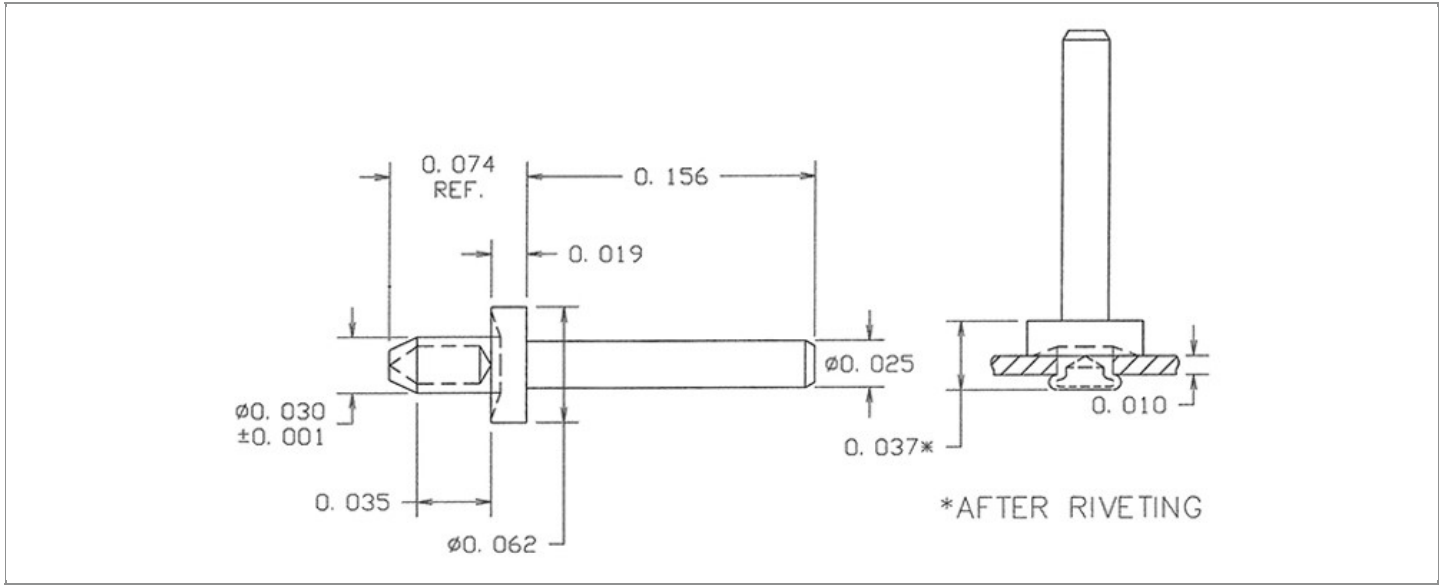 0. 074
REF.
0. 156
0. 019
ø0. 025
ø0. 030
±0. 001
0. 010
0. 037*
0. 035
*AFTER RIVETING
ø0. 062